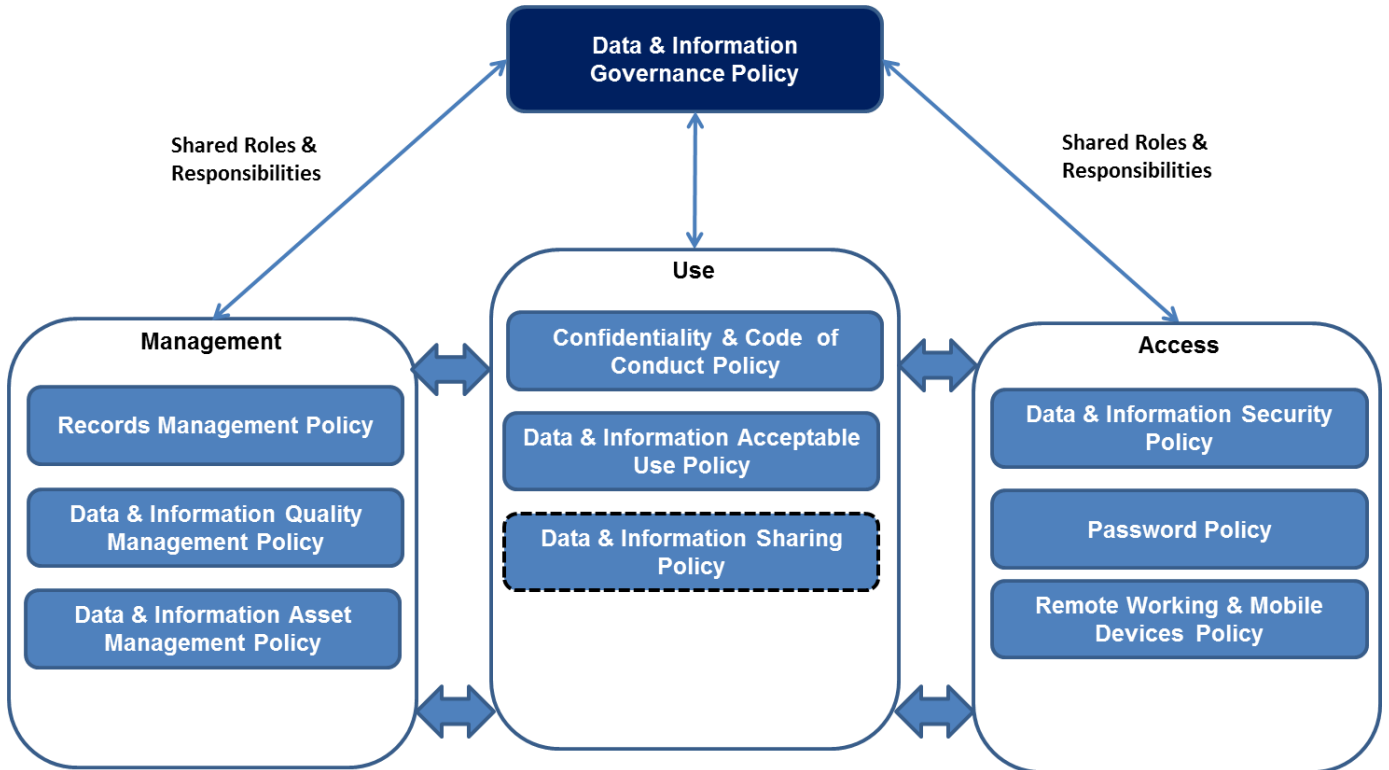 Data & Information
Governance Policy
Shared Roles &
Responsibilities
Shared Roles &
Responsibilities
Management
Records Management Policy
Data & Information Quality
Management Policy
Data & Information Asset
Management Policy
Use
Confidentiality & Code of
Conduct Policy
Data & Information Acceptable
Use Policy
Data & Information Sharing
Policy
Access
Data & Information Security
Policy
Password Policy
Remote Working & Mobile
Devices Policy